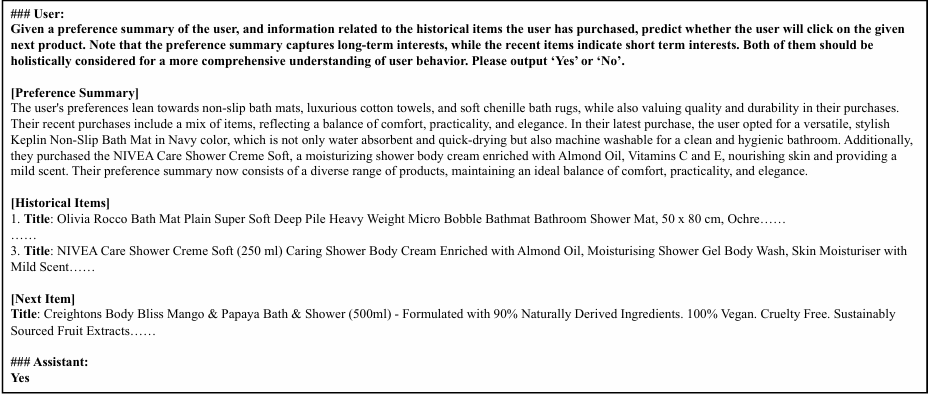 ### User:
Given a preference summary of the user, and information related to the historical items the user has purchased, predict whether the user will click on the given
next product. Note that the preference summary captures long-term interests, while the recent items indicate short term interests. Both of them should be
holistically considered for a more comprehensive understanding of user behavior. Please output ‘Yes’ or ‘No’.
[Preference Summary]
The user's preferences lean towards non-slip bath mats, luxurious cotton towels, and soft chenille bath rugs, while also valuing quality and durability in their purchases.
Their recent purchases include a mix of items, reflecting a balance of comfort, practicality, and elegance. In their latest purchase, the user opted for a versatile, stylish
Keplin Non-Slip Bath Mat in Navy color, which is not only water absorbent and quick-drying but also machine washable for a clean and hygienic bathroom. Additionally,
they purchased the NIVEA Care Shower Creme Soft, a moisturizing shower body cream enriched with Almond Oil, Vitamins C and E, nourishing skin and providing a
mild scent. Their preference summary now consists of a diverse range of products, maintaining an ideal balance of comfort, practicality, and elegance.
[Historical Items]
1. Title: Olivia Rocco Bath Mat Plain Super Soft Deep Pile Heavy Weight Micro Bobble Bathmat Bathroom Shower Mat, 50 x 80 cm, Ochre……
……
3. Title: NIVEA Care Shower Creme Soft (250 ml) Caring Shower Body Cream Enriched with Almond Oil, Moisturising Shower Gel Body Wash, Skin Moisturiser with
Mild Scent……
[Next Item]
Title: Creightons Body Bliss Mango & Papaya Bath & Shower (500ml) - Formulated with 90% Naturally Derived Ingredients. 100% Vegan. Cruelty Free. Sustainably
Sourced Fruit Extracts……
### Assistant:
Yes